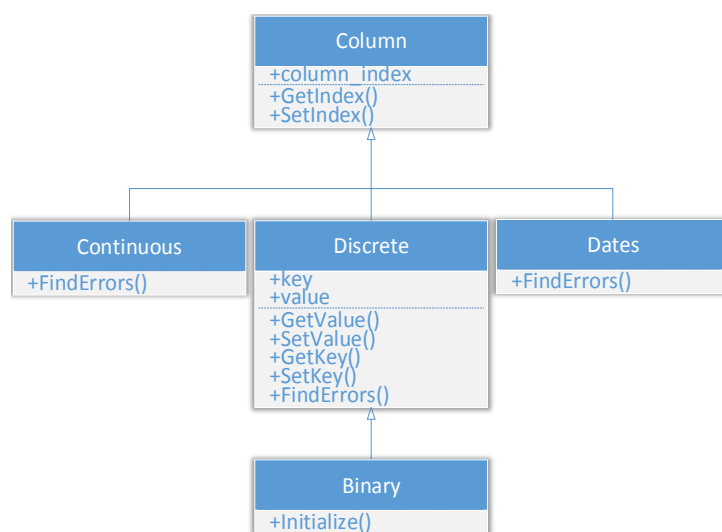 Column
+column_index
+GetIndex()
+SetIndex()
Continuous
+FindErrors()
Discrete
+key
+value
+GetValue()
+SetValue()
+GetKey()
+SetKey()
+FindErrors()
Dates
+FindErrors()
Binary
+Initialize()